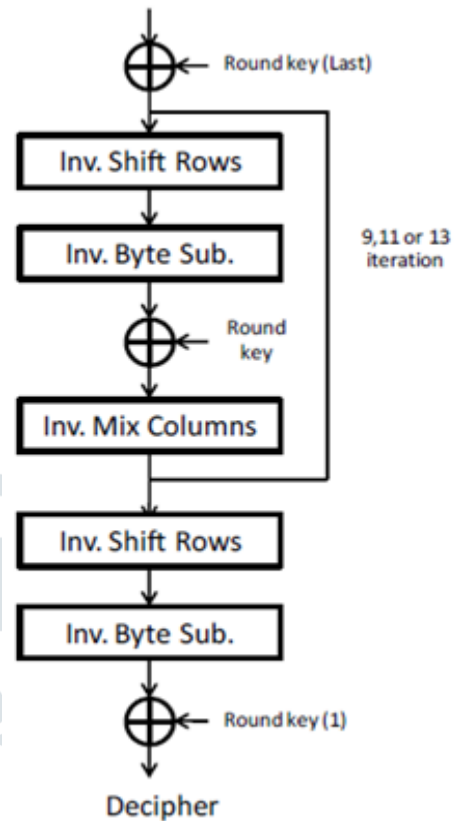 Round key (Last)
Inv. Shift Rows
9,11 or 13
iteration
Inv. Byte Sub.
Round
key
Inv. Mix Columns
Inv. Shift Rows
Inv. Byte Sub.
Round key (1)
Decipher